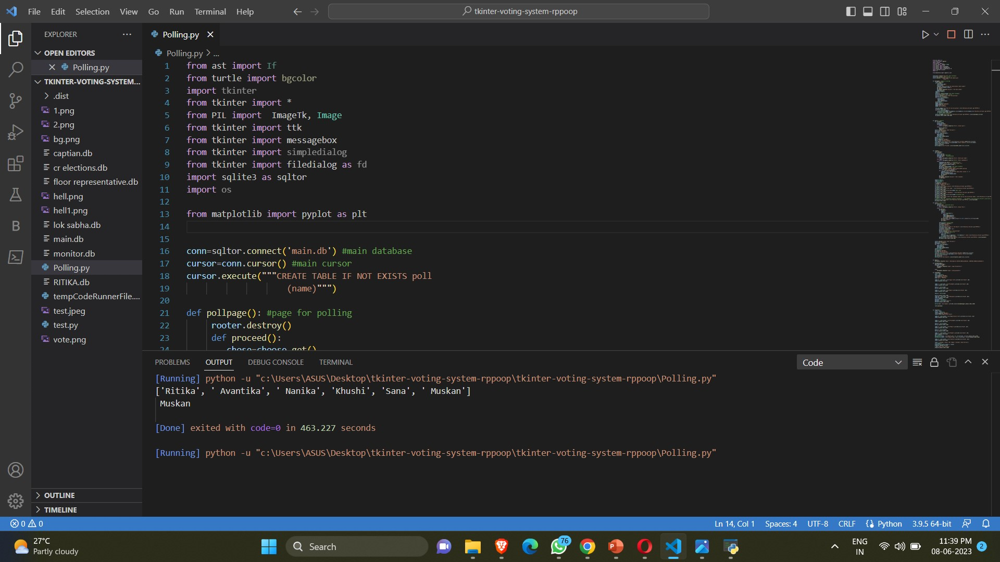 File Edit Selection View Go Run Terminal Help
tkinter-voting-system-rppoop
EXPLORER
OPEN EDITORS
Polling.py
TKINTER-VOTING-SYSTEM...
.dist
1.png
2.png
bg.png
captian.db
cr elections.db
floor representative.db
hell.png
hell1.png
lok sabha.db
main.db
monitor.db
Polling.py
RITIKA.db
tempCodeRunnerFile....
test.jpeg
test.py
vote.png
OUTLINE
TIMELINE
Polling.py
Polling.py > ...
1 from ast import If
2 from turtle import bgcolor
3 import tkinter
4 from tkinter import *
5 from PIL import  ImageTk, Image
6 from tkinter import ttk
7 from tkinter import messagebox
8 from tkinter import simpledialog
9 from tkinter import filedialog as fd
10 import sqlite3 as sqltor
11 import os
12
13 from matplotlib import pyplot as plt
14
15
16 conn=sqltor.connect('main.db') #main database
17 cursor=conn.cursor() #main cursor
18 cursor.execute("""CREATE TABLE IF NOT EXISTS poll
19 (name)""")
20
21 def pollpage(): #page for polling
22 rooter.destroy()
23 def proceed():
24 chose=choose.get()
PROBLEMS OUTPUT DEBUG CONSOLE TERMINAL
Code
[Running] python -u "c:\Users\ASUS\Desktop\tkinter-voting-system-rppoop\tkinter-voting-system-rppoop\Polling.py"
['Ritika', ' Avantika', ' Nanika', 'Khushi', 'Sana', ' Muskan']
Muskan
[Done] exited with code=0 in 463.227 seconds
[Running] python -u "c:\Users\ASUS\Desktop\tkinter-voting-system-rppoop\tkinter-voting-system-rppoop\Polling.py"
0 0
Ln 14, Col 1 Spaces: 4 UTF-8 CRLF Python 3.9.5 64-bit
27°C
Partly cloudy
Search
76
ENG
IN
11:39 PM
08-06-2023
2